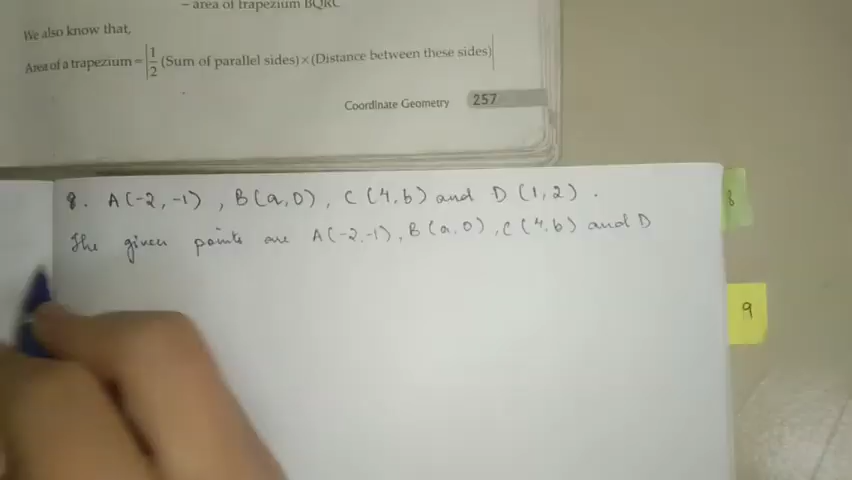 – area of trapezium BQRC
We also know that,
Area of a trapezium = |1/2 (Sum of parallel sides) × (Distance between these sides)|
Coordinate Geometry 257
8. A(-2,-1), B(a,0), C(4,b) and D(1,2).
The given points are A(-2,-1), B(a,0), C(4,b) and D
8
9